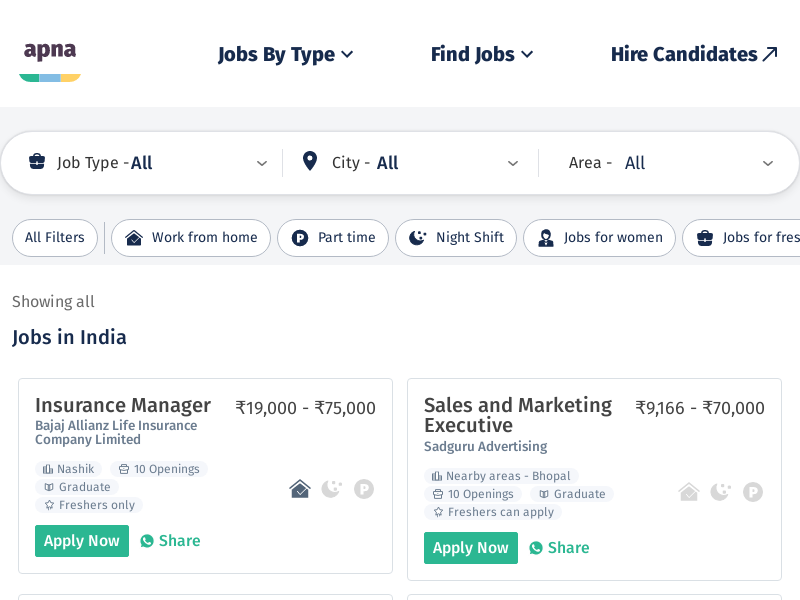 apna
Jobs By Type
Find Jobs
Hire Candidates
Job Type - All
City - All
Area - All
All Filters
Work from home
Part time
Night Shift
Jobs for women
Jobs for fres
Showing all
Jobs in India
Insurance Manager
₹19,000 - ₹75,000
Bajaj Allianz Life Insurance
Company Limited
Nashik
10 Openings
Graduate
Freshers only
Apply Now
Share
Sales and Marketing
Executive
₹9,166 - ₹70,000
Sadguru Advertising
Nearby areas - Bhopal
10 Openings
Graduate
Freshers can apply
Apply Now
Share